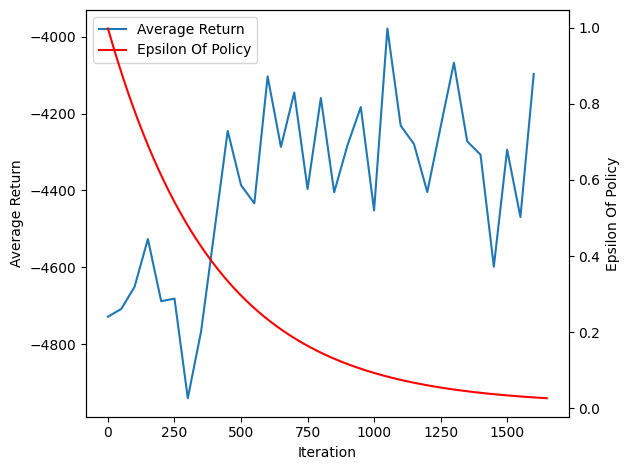 Average Return
Epsilon Of Policy
−4000
−4200
−4400
−4600
−4800
Average Return
1.0
0.8
0.6
0.4
0.2
0.0
Epsilon Of Policy
0 250 500 750 1000 1250 1500
Iteration